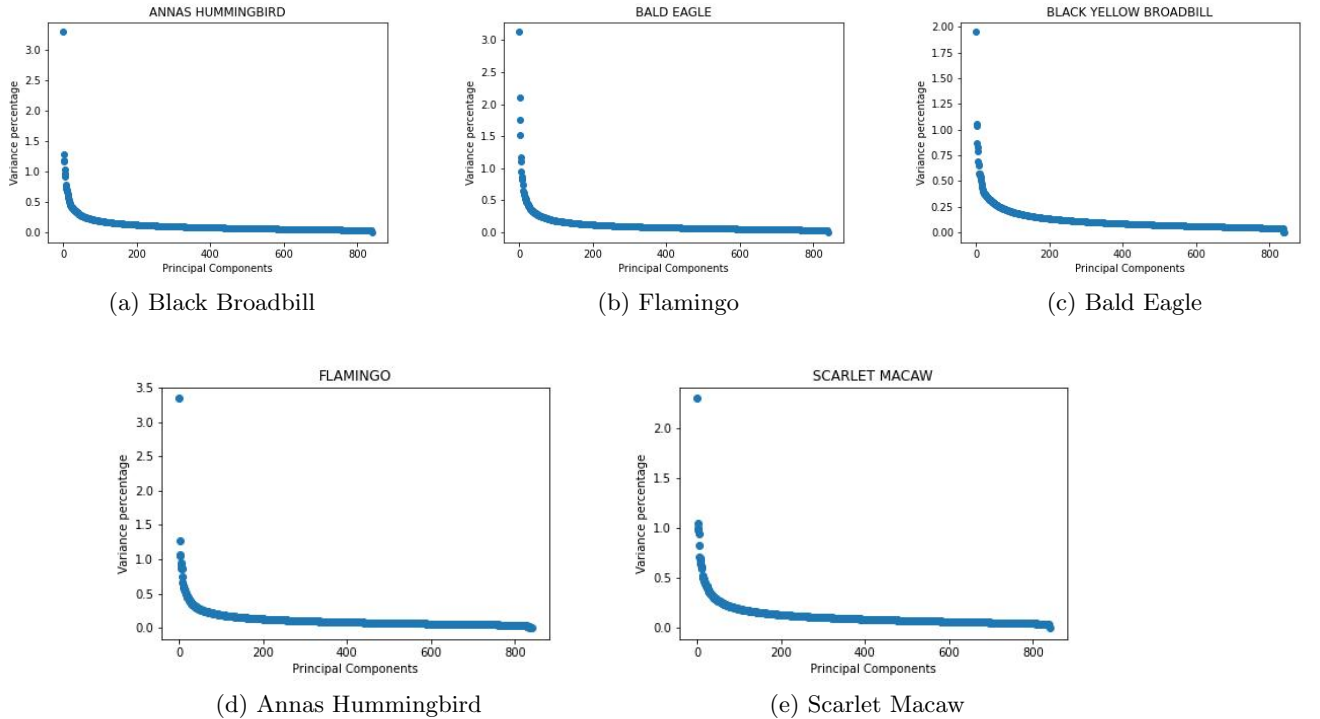 ANNAS HUMMINGBIRD
Variance percentage
3.0
2.5
2.0
1.5
1.0
0.5
0.0
0 200 400 600 800
Principal Components
(a) Black Broadbill
BALD EAGLE
Variance percentage
3.0
2.5
2.0
1.5
1.0
0.5
0.0
0 200 400 600 800
Principal Components
(b) Flamingo
BLACK YELLOW BROADBILL
Variance percentage
2.00
1.75
1.50
1.25
1.00
0.75
0.50
0.25
0.00
0 200 400 600 800
Principal Components
(c) Bald Eagle
FLAMINGO
Variance percentage
3.5
3.0
2.5
2.0
1.5
1.0
0.5
0.0
0 200 400 600 800
Principal Components
(d) Annas Hummingbird
SCARLET MACAW
Variance percentage
2.0
1.5
1.0
0.5
0.0
0 200 400 600 800
Principal Components
(e) Scarlet Macaw